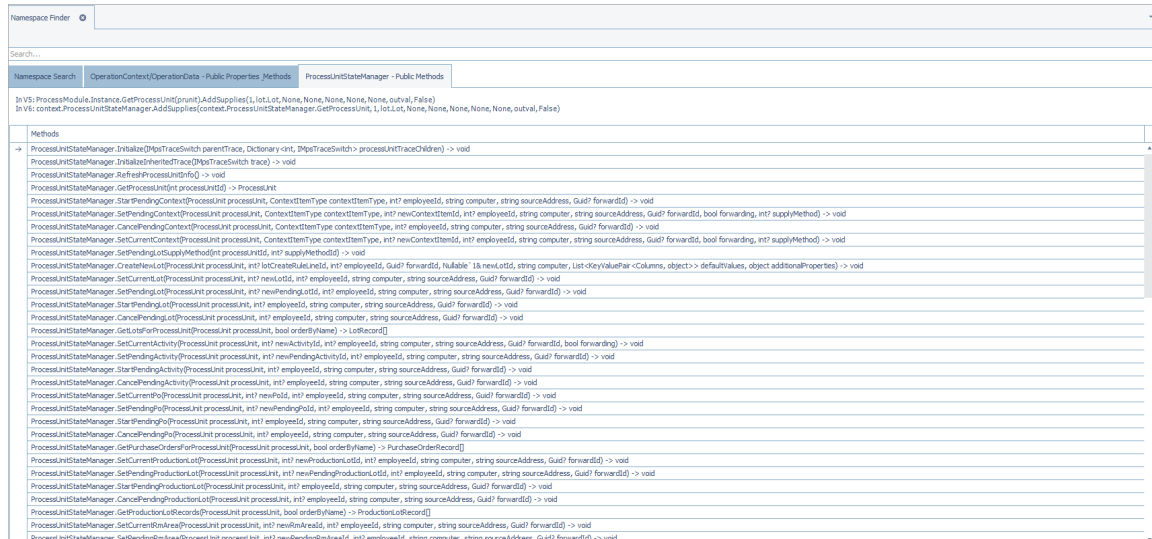 Namespace Finder
Search...
Namespace Search OperationContext/OperationData - Public Properties_Methods ProcessUnitStateManager - Public Methods
In V5: ProcessModule.Instance.GetProcessUnit(prunit).AddSupplies(1, lot.Lot, None, None, None, None, None, outval, False)
In V6: context.ProcessUnitStateManager.AddSupplies(context.ProcessUnitStateManager.GetProcessUnit, 1, lot.Lot, None, None, None, None, None, outval, False)
Methods
ProcessUnitStateManager.Initialize(IMpsTraceSwitch parentTrace, Dictionary<int, IMpsTraceSwitch> processUnitTraceChildren) -> void
ProcessUnitStateManager.InitializeInheritedTrace(IMpsTraceSwitch trace) -> void
ProcessUnitStateManager.RefreshProcessUnitInfo() -> void
ProcessUnitStateManager.GetProcessUnit(int processUnitId) -> ProcessUnit
ProcessUnitStateManager.StartPendingContext(ProcessUnit processUnit, ContextItemType contextItemType, int? employeeId, string computer, string sourceAddress, Guid? forwardId) -> void
ProcessUnitStateManager.SetPendingContext(ProcessUnit processUnit, ContextItemType contextItemType, int? newContextItemId, int? employeeId, string computer, string sourceAddress, Guid? forwardId, bool forwarding, int? supplyMethod) -> void
ProcessUnitStateManager.CancelPendingContext(ProcessUnit processUnit, ContextItemType contextItemType, int? employeeId, string computer, string sourceAddress, Guid? forwardId) -> void
ProcessUnitStateManager.SetCurrentContext(ProcessUnit processUnit, ContextItemType contextItemType, int? newContextItemId, int? employeeId, string computer, string sourceAddress, Guid? forwardId, bool forwarding, int? supplyMethod) -> void
ProcessUnitStateManager.SetPendingLotSupplyMethod(int processUnitId, int? supplyMethodId) -> void
ProcessUnitStateManager.CreateNewLot(ProcessUnit processUnit, int? lotCreateRuleLineId, int? employeeId, Guid? forwardId, Nullable`1& newLotId, string computer, List<KeyValuePair<Columns, object>> defaultValues, object additionalProperties) -> void
ProcessUnitStateManager.SetCurrentLot(ProcessUnit processUnit, int? newLotId, int? employeeId, string computer, string sourceAddress, Guid? forwardId) -> void
ProcessUnitStateManager.SetPendingLot(ProcessUnit processUnit, int? newPendingLotId, int? employeeId, string computer, string sourceAddress, Guid? forwardId) -> void
ProcessUnitStateManager.StartPendingLot(ProcessUnit processUnit, int? employeeId, string computer, string sourceAddress, Guid? forwardId) -> void
ProcessUnitStateManager.CancelPendingLot(ProcessUnit processUnit, int? employeeId, string computer, string sourceAddress, Guid? forwardId) -> void
ProcessUnitStateManager.GetLotsForProcessUnit(ProcessUnit processUnit, bool orderByName) -> LotRecord[]
ProcessUnitStateManager.SetCurrentActivity(ProcessUnit processUnit, int? newActivityId, int? employeeId, string computer, string sourceAddress, Guid? forwardId, bool forwarding) -> void
ProcessUnitStateManager.SetPendingActivity(ProcessUnit processUnit, int? newPendingActivityId, int? employeeId, string computer, string sourceAddress, Guid? forwardId) -> void
ProcessUnitStateManager.StartPendingActivity(ProcessUnit processUnit, int? employeeId, string computer, string sourceAddress, Guid? forwardId) -> void
ProcessUnitStateManager.CancelPendingActivity(ProcessUnit processUnit, int? employeeId, string computer, string sourceAddress, Guid? forwardId) -> void
ProcessUnitStateManager.SetCurrentPo(ProcessUnit processUnit, int? newPoId, int? employeeId, string computer, string sourceAddress, Guid? forwardId) -> void
ProcessUnitStateManager.SetPendingPo(ProcessUnit processUnit, int? newPendingPoId, int? employeeId, string computer, string sourceAddress, Guid? forwardId) -> void
ProcessUnitStateManager.StartPendingPo(ProcessUnit processUnit, int? employeeId, string computer, string sourceAddress, Guid? forwardId) -> void
ProcessUnitStateManager.CancelPendingPo(ProcessUnit processUnit, int? employeeId, string computer, string sourceAddress, Guid? forwardId) -> void
ProcessUnitStateManager.GetPurchaseOrdersForProcessUnit(ProcessUnit processUnit, bool orderByName) -> PurchaseOrderRecord[]
ProcessUnitStateManager.SetCurrentProductionLot(ProcessUnit processUnit, int? newProductionLotId, int? employeeId, string computer, string sourceAddress, Guid? forwardId) -> void
ProcessUnitStateManager.SetPendingProductionLot(ProcessUnit processUnit, int? newPendingProductionLotId, int? employeeId, string computer, string sourceAddress, Guid? forwardId) -> void
ProcessUnitStateManager.StartPendingProductionLot(ProcessUnit processUnit, int? employeeId, string computer, string sourceAddress, Guid? forwardId) -> void
ProcessUnitStateManager.CancelPendingProductionLot(ProcessUnit processUnit, int? employeeId, string computer, string sourceAddress, Guid? forwardId) -> void
ProcessUnitStateManager.GetProductionLotRecords(ProcessUnit processUnit, bool orderByName) -> ProductionLotRecord[]
ProcessUnitStateManager.SetCurrentRmArea(ProcessUnit processUnit, int? newRmAreaId, int? employeeId, string computer, string sourceAddress, Guid? forwardId) -> void
ProcessUnitStateManager.SetPendingRmArea(ProcessUnit processUnit, int? newPendingRmAreaId, int? employeeId, string computer, string sourceAddress, Guid? forwardId) -> void